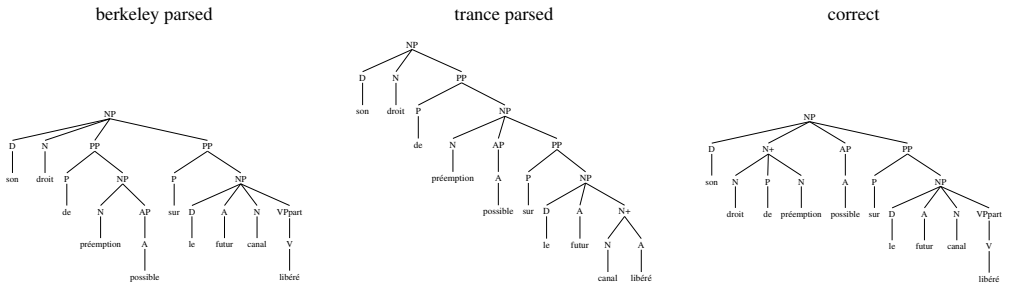 berkeley parsed
NP
D N PP PP
son droit P NP P NP
de N AP sur D A N VPpart
préemption A le futur canal V
possible libéré
trance parsed
NP
D N PP
son droit P NP
de N AP PP
préemption A P NP
possible sur D A N+
le futur N A
canal libéré
correct
NP
D N+ AP PP
son N P N A P NP
droit de préemption possible sur D A N VPpart
le futur canal V
libéré